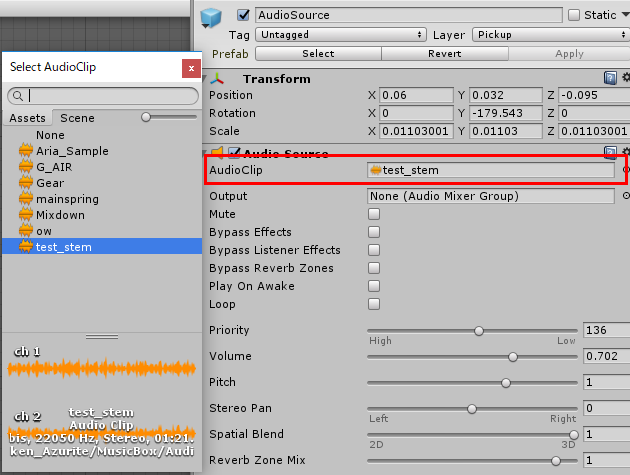 Select AudioClip
x
Assets Scene
None
Aria_Sample
G_AIR
Gear
mainspring
Mixdown
ow
test_stem
ch 1
ch 2
test_stem
Audio Clip
bis, 22050 Hz, Stereo, 01:21.
ken_Azurite/MusicBox/Audi
AudioSource Static
Tag Untagged Layer Pickup
Prefab Select Revert Apply
Transform
Position X 0.06 Y 0.032 Z -0.095
Rotation X 0 Y -179.543 Z 0
Scale X 0.01103001 Y 0.01103 Z 0.01103001
Audio Source
AudioClip test_stem
Output None (Audio Mixer Group)
Mute
Bypass Effects
Bypass Listener Effects
Bypass Reverb Zones
Play On Awake
Loop
Priority 136
High Low
Volume 0.702
Pitch 1
Stereo Pan 0
Left Right
Spatial Blend 1
2D 3D
Reverb Zone Mix 1